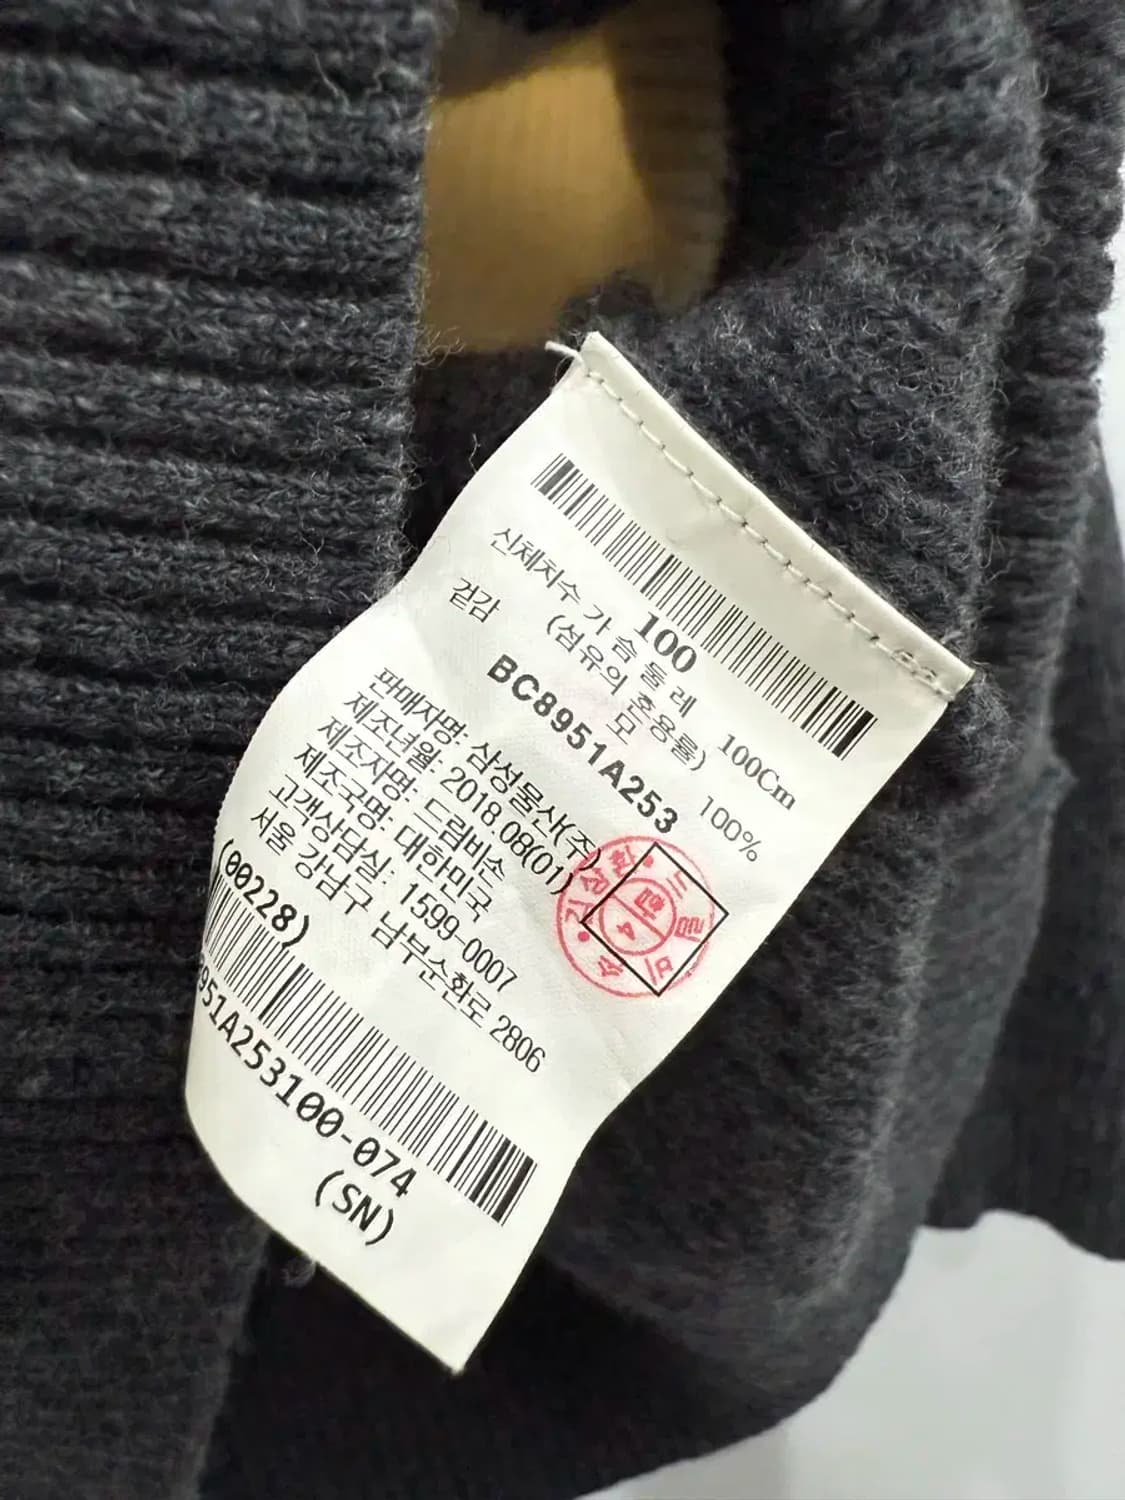 100
신체치수 가 슴 둘 레 100Cm
(섬유의 혼용률)
겉감 모 100%
BC8951A253
판매자명: 삼성물산(주)
제조년월: 2018.08(01)
제조자명: 드림비소
제조국명: 대한민국
고객상담실: 1599-0007
서울 강남구 남부순환로 2806
(00228)
951A253100-074
(SN)